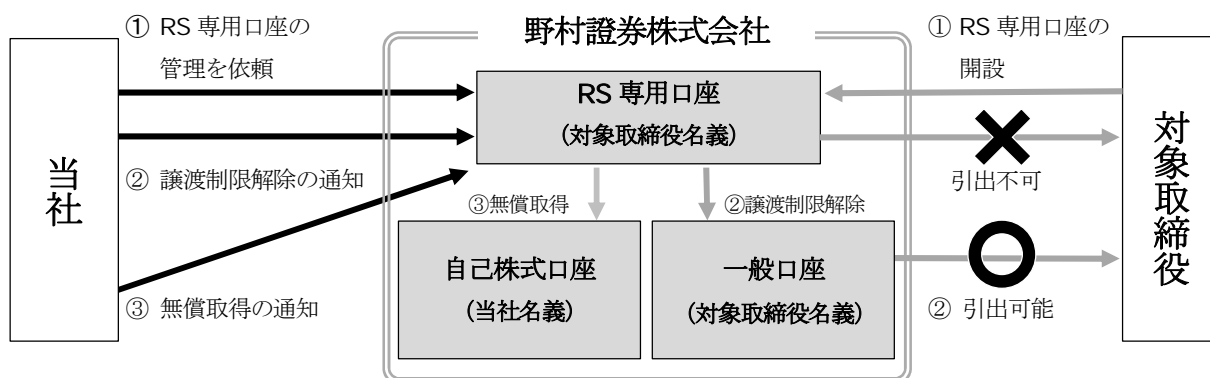 野村證券株式会社
① RS 専用口座の
管理を依頼
② 譲渡制限解除の通知
③ 無償取得の通知
当社
RS 専用口座
(対象取締役名義)
③無償取得
②譲渡制限解除
自己株式口座
(当社名義)
一般口座
(対象取締役名義)
① RS 専用口座の
開設
引出不可
② 引出可能
対象取締役